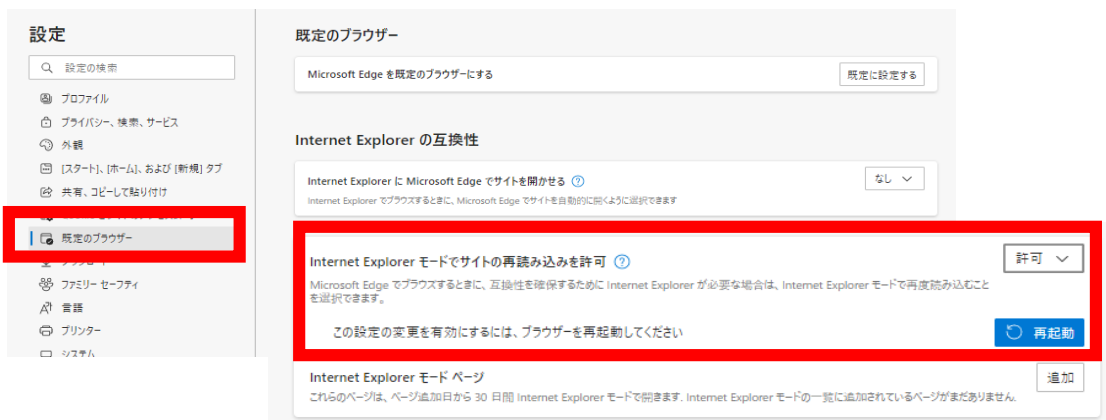 設定
設定の検索
プロファイル
プライバシー、検索、サービス
外観
[スタート]、[ホーム]、および [新規] タブ
共有、コピーして貼り付け
既定のブラウザー
ファミリー セーフティ
言語
プリンター
システム
既定のブラウザー
Microsoft Edge を既定のブラウザーにする
既定に設定する
Internet Explorer の互換性
Internet Explorer に Microsoft Edge でサイトを開かせる
なし
Internet Explorer でブラウズするときに、Microsoft Edge でサイトを自動的に開くように選択できます
Internet Explorer モードでサイトの再読み込みを許可
許可
Microsoft Edge でブラウズするときに、互換性を確保するために Internet Explorer が必要な場合は、Internet Explorer モードで再度読み込むこと
を選択できます。
この設定の変更を有効にするには、ブラウザーを再起動してください
再起動
Internet Explorer モード ページ
追加
これらのページは、ページ追加日から 30 日間 Internet Explorer モードで開きます. Internet Explorer モードの一覧に追加されているページがまだありません.